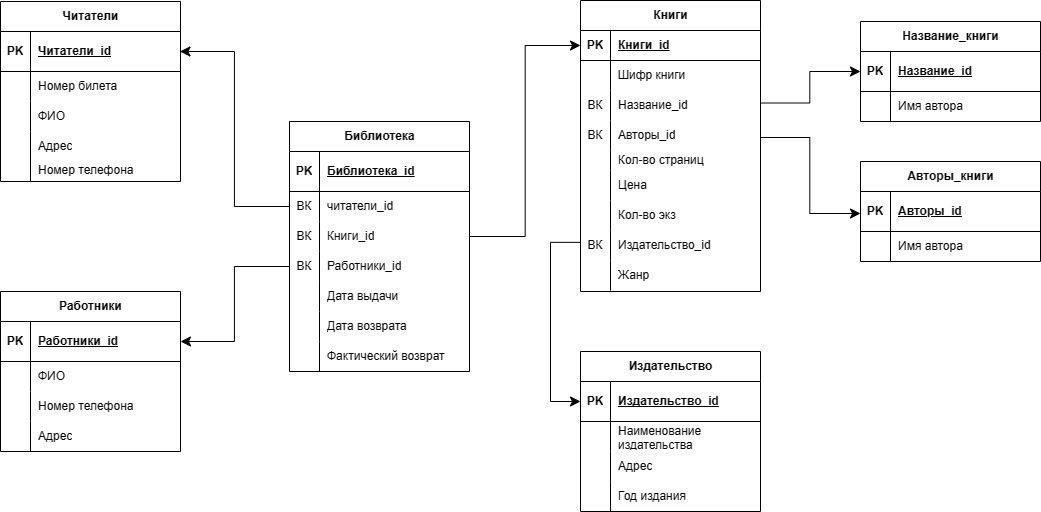 Читатели
PK Читатели_id
Номер билета
ФИО
Адрес
Номер телефона
Работники
PK Работники_id
ФИО
Номер телефона
Адрес
Библиотека
PK Библиотека_id
ВК читатели_id
ВК Книги_id
ВК Работники_id
Дата выдачи
Дата возврата
Фактический возврат
Книги
PK Книги_id
Шифр книги
ВК Название_id
ВК Авторы_id
Кол-во страниц
Цена
Кол-во экз
ВК Издательство_id
Жанр
Издательство
PK Издательство_id
Наименование
издательства
Адрес
Год издания
Название_книги
PK Название_id
Имя автора
Авторы_книги
PK Авторы_id
Имя автора